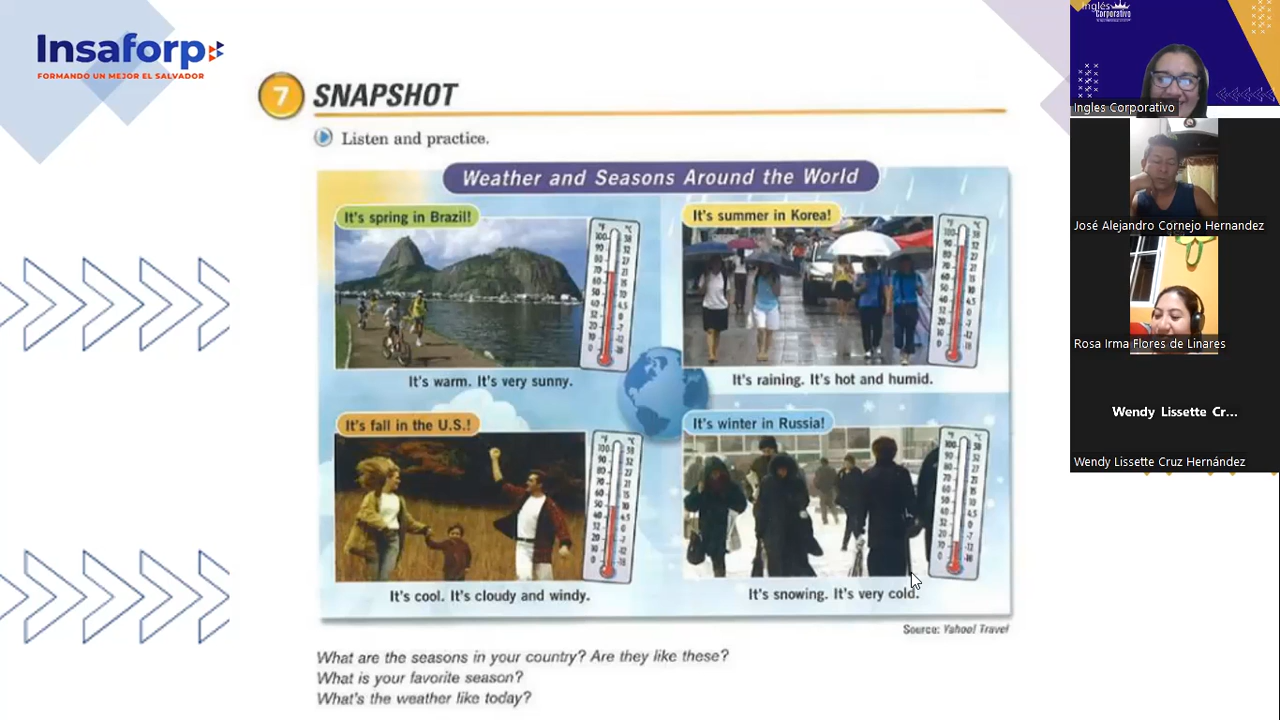 Insaforp
FORMANDO UN MEJOR EL SALVADOR
7 SNAPSHOT
Listen and practice.
Weather and Seasons Around the World
It's spring in Brazil!
It's warm. It's very sunny.
It's summer in Korea!
It's raining. It's hot and humid.
It's fall in the U.S.!
It's cool. It's cloudy and windy.
It's winter in Russia!
It's snowing. It's very cold.
Source: Yahoo! Travel
What are the seasons in your country? Are they like these?
What is your favorite season?
What's the weather like today?
Inglés
Corporativo
Ingles Corporativo
José Alejandro Cornejo Hernandez
Rosa Irma Flores de Linares
Wendy Lissette Cr...
Wendy Lissette Cruz Hernández